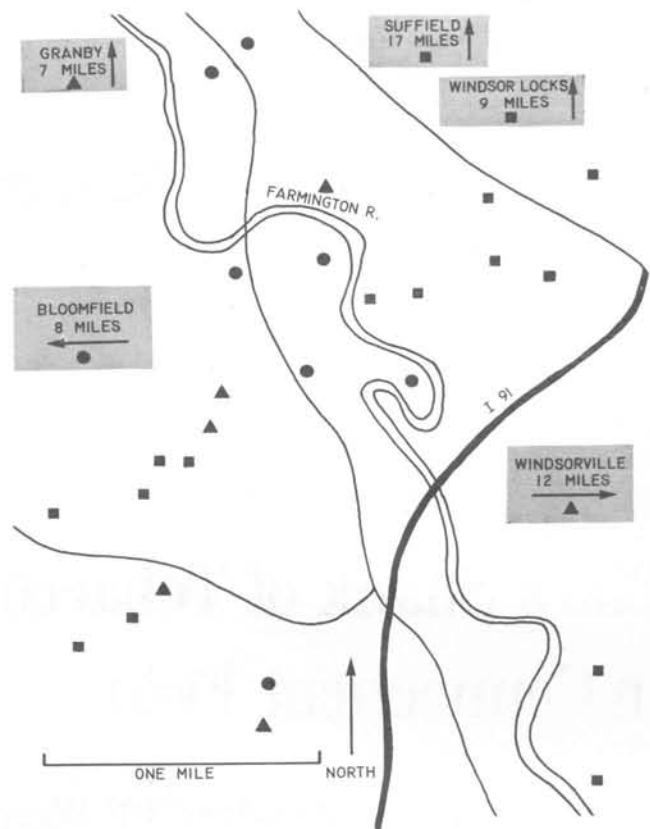 GRANBY
7 MILES
SUFFIELD
17 MILES
WINDSOR LOCKS
9 MILES
FARMINGTON R.
BLOOMFIELD
8 MILES
I 91
WINDSORVILLE
12 MILES
ONE MILE
NORTH